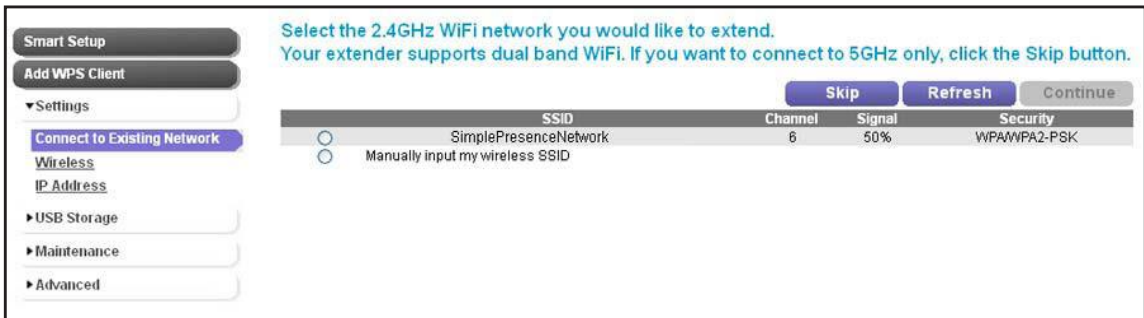 Smart Setup
Add WPS Client
▼Settings
Connect to Existing Network
Wireless
IP Address
▶USB Storage
▶Maintenance
▶Advanced
Select the 2.4GHz WiFi network you would like to extend.
Your extender supports dual band WiFi. If you want to connect to 5GHz only, click the Skip button.
Skip Refresh Continue
SSID Channel Signal Security
SimplePresenceNetwork 6 50% WPA/WPA2-PSK
Manually input my wireless SSID